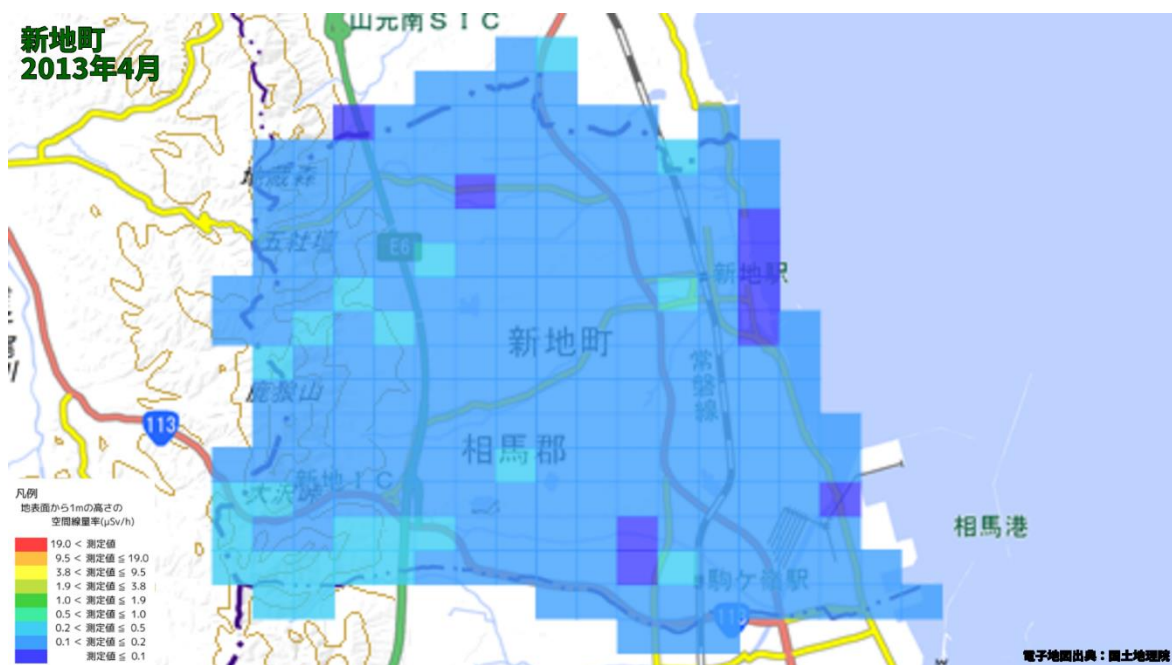 新地町
2013年4月
山元南SIC
地蔵森
五社壇
E6
新地駅
新地町
常磐線
鹿狼山
113
相馬郡
新地IC
大沢峠
相馬港
駒ケ嶺駅
113
凡例
地表面から1mの高さの
空間線量率(μSv/h)
19.0 < 測定値
9.5 < 測定値 ≦ 19.0
3.8 < 測定値 ≦ 9.5
1.9 < 測定値 ≦ 3.8
1.0 < 測定値 ≦ 1.9
0.5 < 測定値 ≦ 1.0
0.2 < 測定値 ≦ 0.5
0.1 < 測定値 ≦ 0.2
測定値 ≦ 0.1
電子地図出典：国土地理院